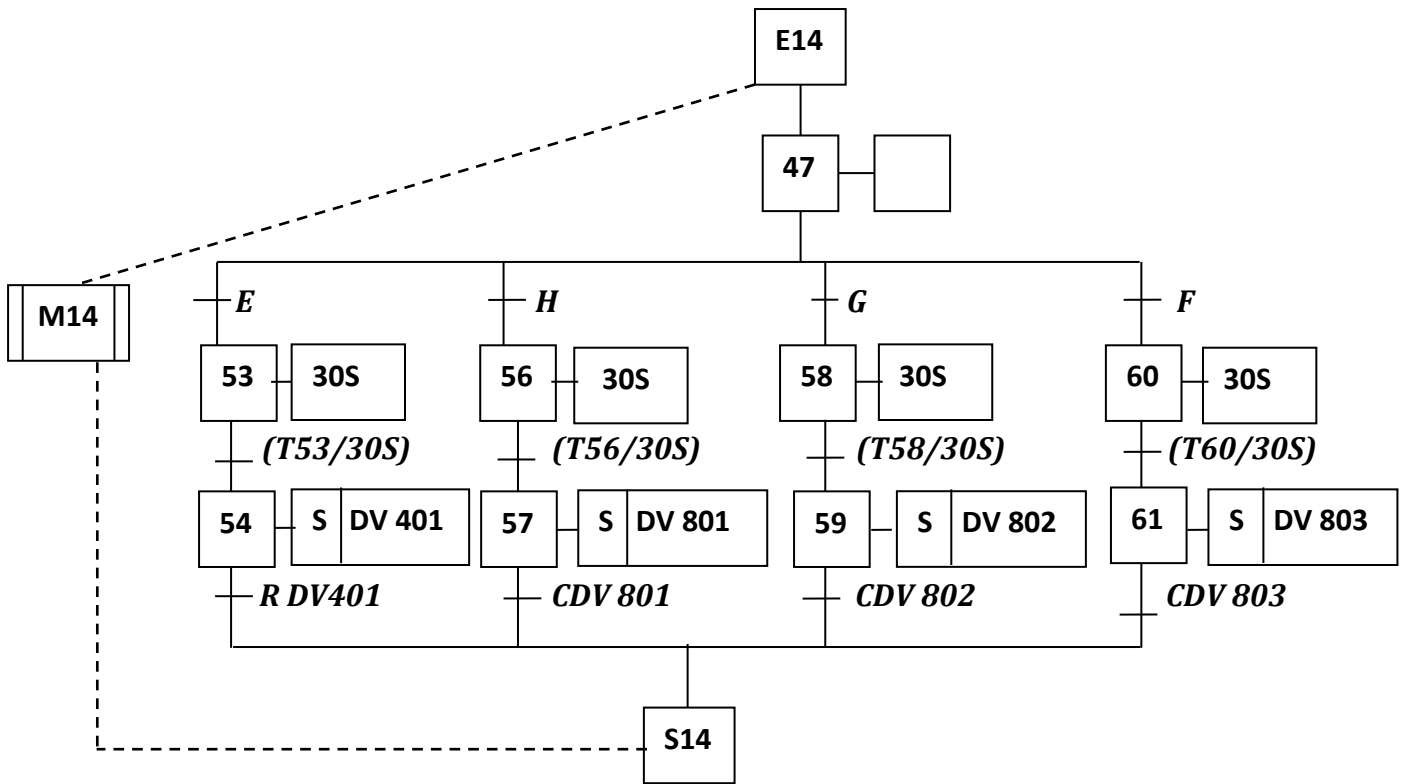 E14
47
M14
E H G F
53 30S 56 30S 58 30S 60 30S
(T53/30S) (T56/30S) (T58/30S) (T60/30S)
54 S DV 401 57 S DV 801 59 S DV 802 61 S DV 803
R DV401 CDV 801 CDV 802 CDV 803
S14